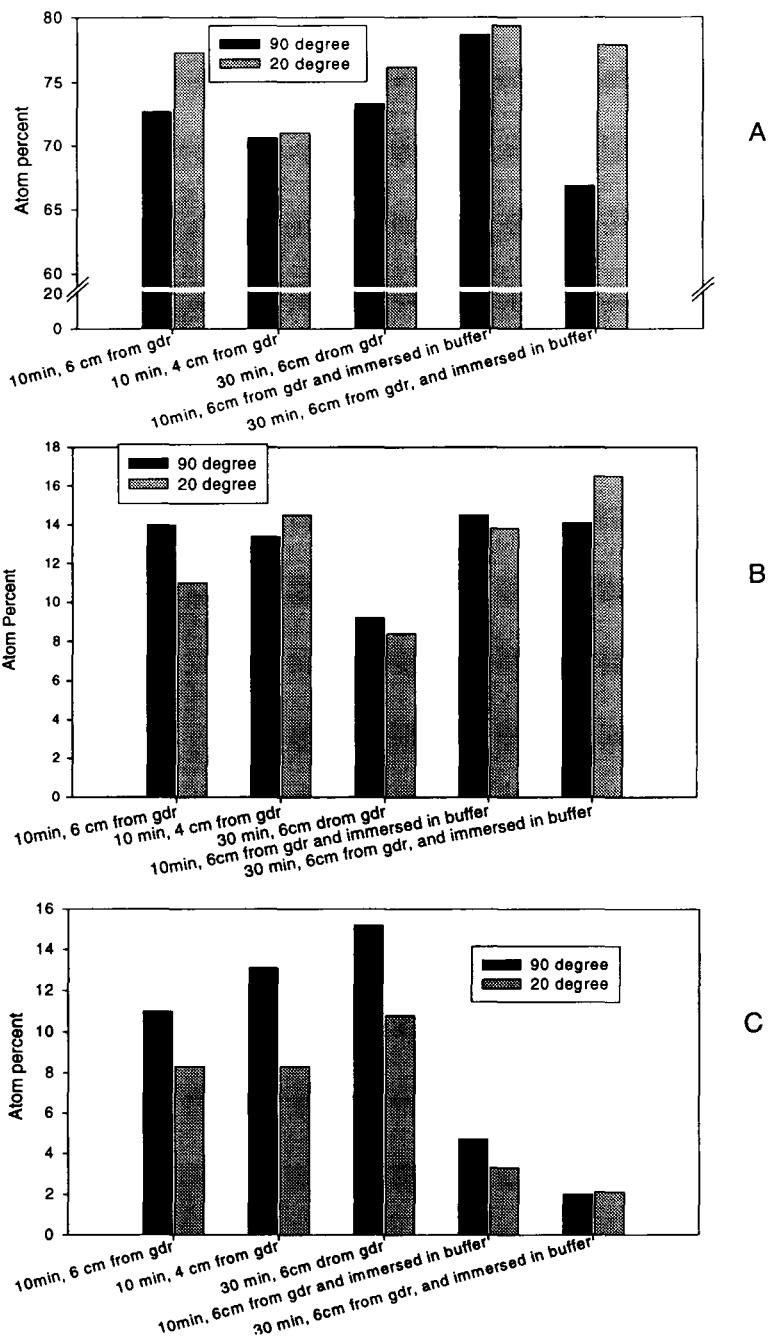 80
75
70
65
60
20
0
Atom percent
90 degree
20 degree
A
10min, 6 cm from gdr
10 min, 4 cm from gdr
30 min, 6cm drom gdr
10min, 6cm from gdr and immersed in buffer
30 min, 6cm from gdr, and immersed in buffer
18
16
14
12
10
8
6
4
2
0
Atom Percent
90 degree
20 degree
B
10min, 6 cm from gdr
10 min, 4 cm from gdr
30 min, 6cm drom gdr
10min, 6cm from gdr and immersed in buffer
30 min, 6cm from gdr, and immersed in buffer
16
14
12
10
8
6
4
2
0
Atom percent
90 degree
20 degree
C
10min, 6 cm from gdr
10 min, 4 cm from gdr
30 min, 6cm drom gdr
10min, 6cm from gdr and immersed in buffer
30 min, 6cm from gdr, and immersed in buffer